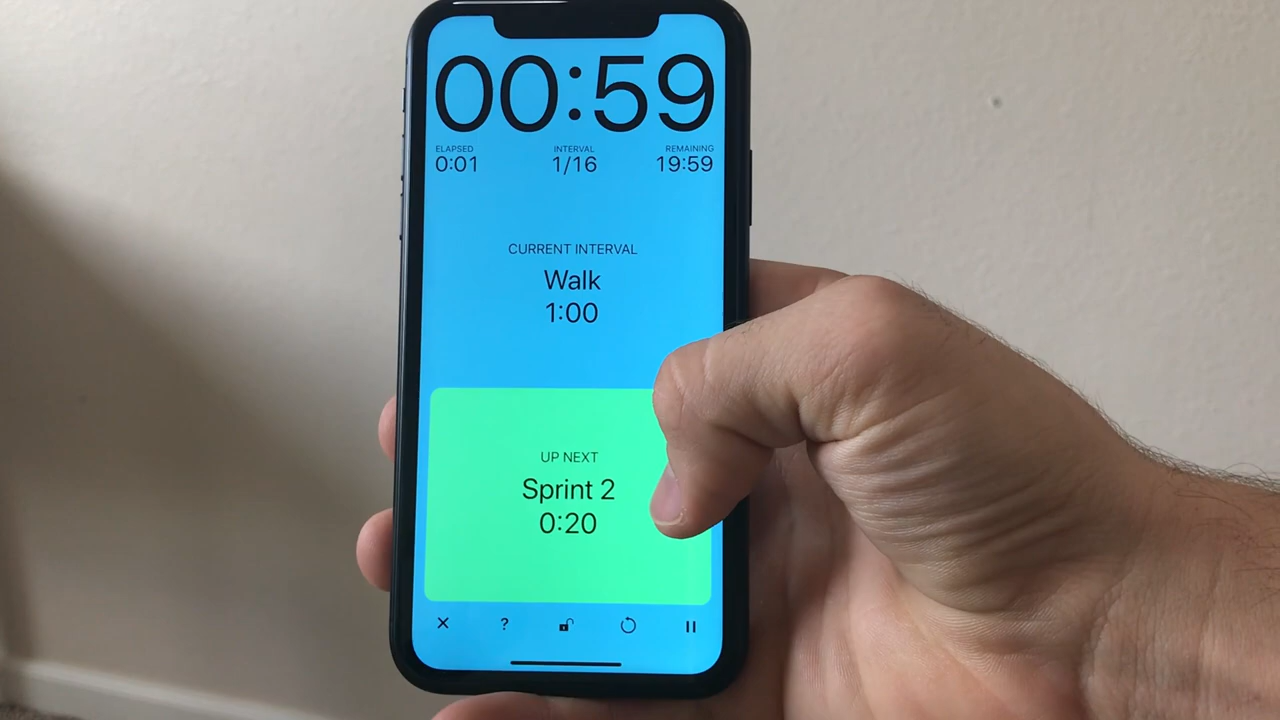 00:59
ELAPSED INTERVAL REMAINING
0:01 1/16 19:59
CURRENT INTERVAL
Walk
1:00
UP NEXT
Sprint 2
0:20
?